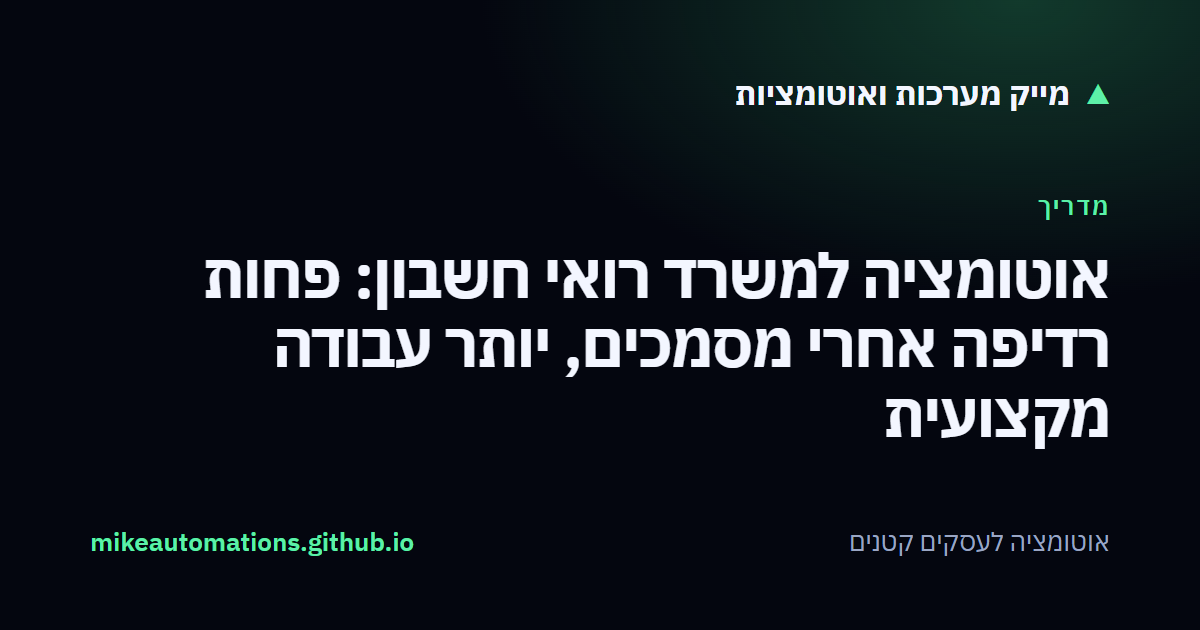 מייק מערכות ואוטומציות
מדריך
אוטומציה למשרד רואי חשבון: פחות
רדיפה אחרי מסמכים, יותר עבודה
מקצועית
אוטומציה לעסקים קטנים
mikeautomations.github.io